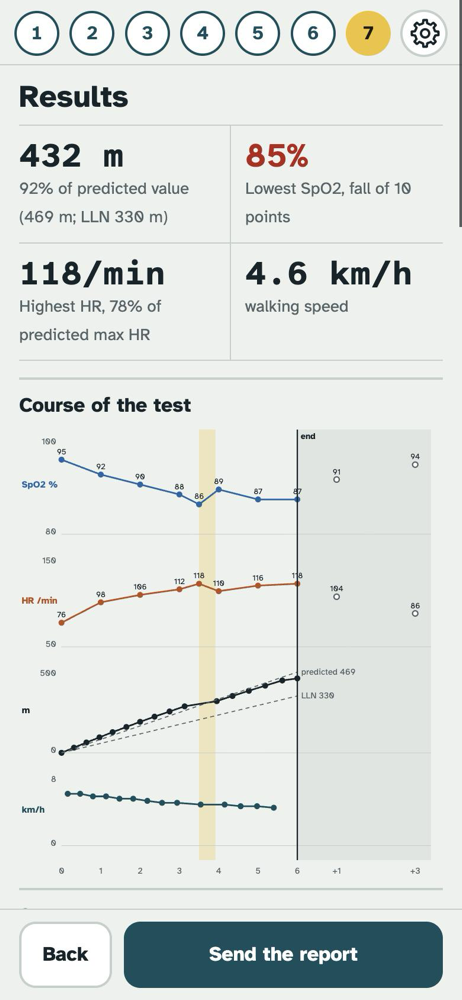 1 2 3 4 5 6 7
Results
432 m
92% of predicted value
(469 m; LLN 330 m)
85%
Lowest SpO2, fall of 10
points
118/min
Highest HR, 78% of
predicted max HR
4.6 km/h
walking speed
Course of the test
end
100
95
92
90
88
86
89
87
87
91
94
SpO2 %
80
150
76
98
106
112
118
110
116
118
104
86
HR /min
50
500
predicted 469
LLN 330
m
0
8
km/h
0
0 1 2 3 4 5 6 +1 +3
Back
Send the report